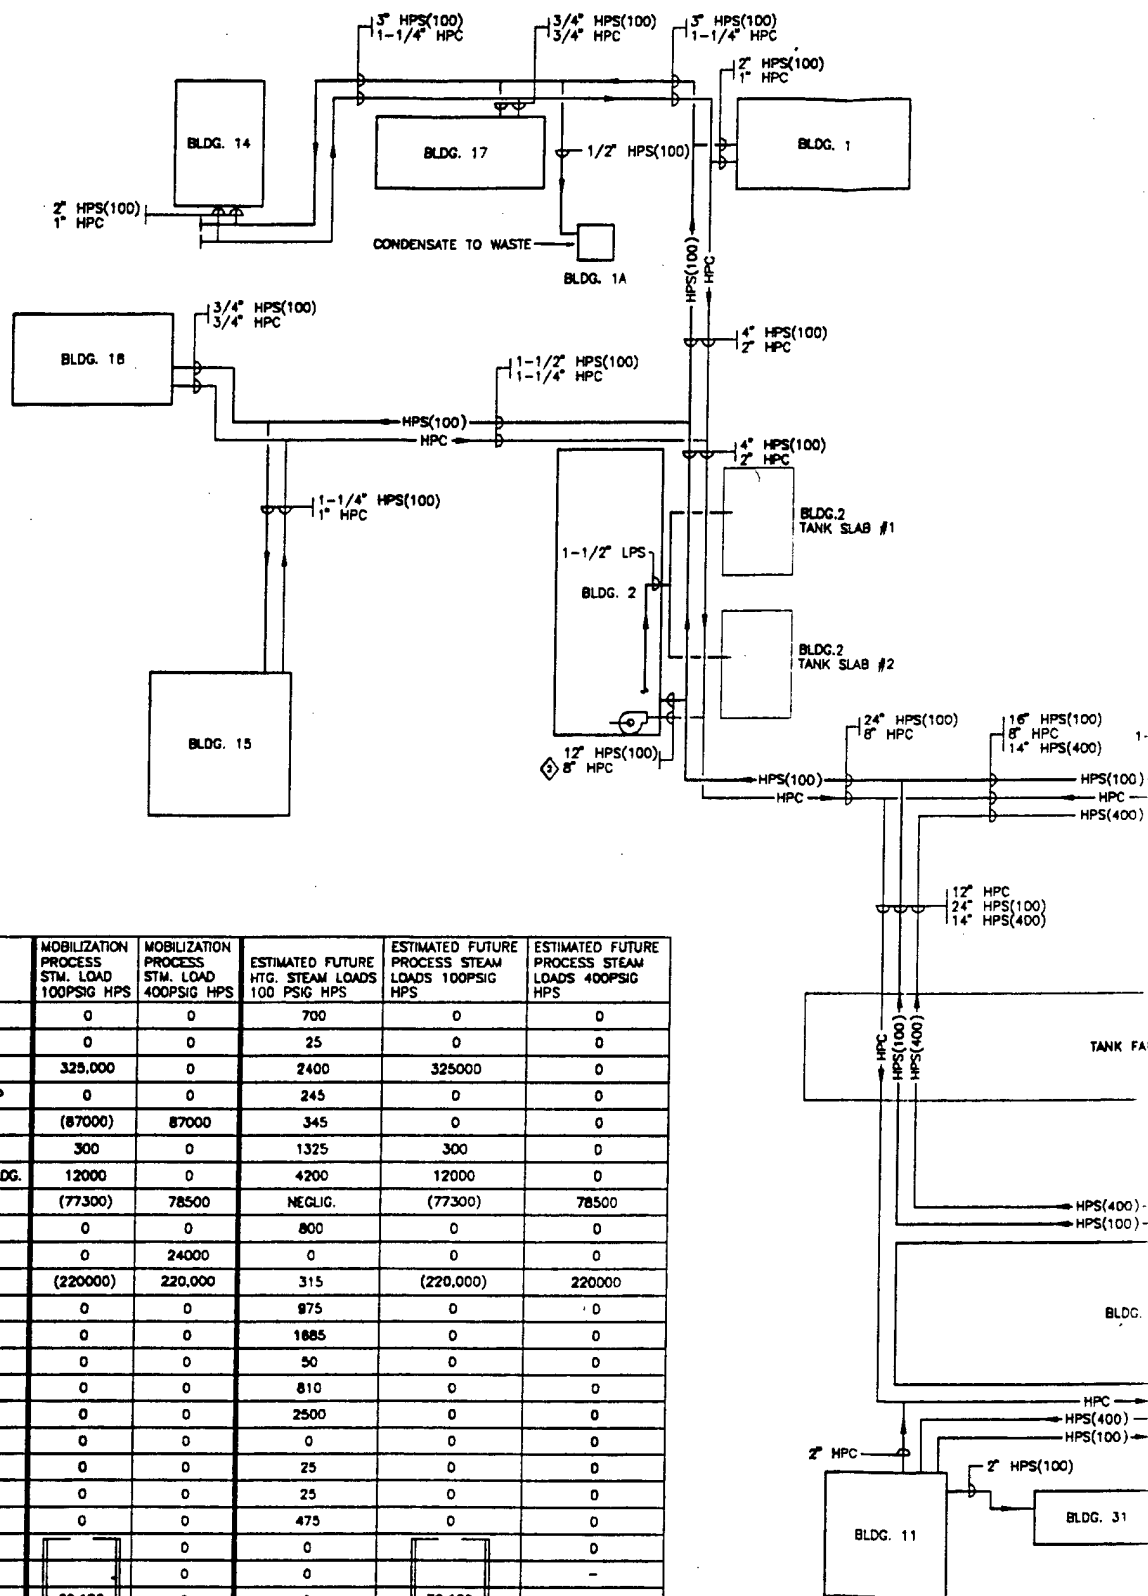 3" HPS(100)
1-1/4" HPC
3/4" HPS(100)
3/4" HPC
3" HPS(100)
1-1/4" HPC
2" HPS(100)
1" HPC
BLDG. 14
BLDG. 17
BLDG. 1
1/2" HPS(100)
2" HPS(100)
1" HPC
CONDENSATE TO WASTE
BLDG. 1A
HPS(100)
HPC
3/4" HPS(100)
3/4" HPC
BLDG. 16
4" HPS(100)
2" HPC
1-1/2" HPS(100)
1-1/4" HPC
HPS(100)
HPC
4" HPS(100)
2" HPC
1-1/4" HPS(100)
1" HPC
BLDG.2
TANK SLAB #1
1-1/2" LPS
BLDG. 2
BLDG.2
TANK SLAB #2
BLDG. 15
12" HPS(100)
8" HPC
24" HPS(100)
8" HPC
16" HPS(100)
8" HPC
14" HPS(400)
1-
HPS(100)
HPS(100)
HPC
HPC
HPS(400)
12" HPC
24" HPS(100)
14" HPS(400)
MOBILIZATION PROCESS STM. LOAD 100PSIG HPS
MOBILIZATION PROCESS STM. LOAD 400PSIG HPS
ESTIMATED FUTURE HTG. STEAM LOADS 100 PSIG HPS
ESTIMATED FUTURE PROCESS STEAM LOADS 100PSIG HPS
ESTIMATED FUTURE PROCESS STEAM LOADS 400PSIG HPS
0 0 700 0 0
0 0 25 0 0
325,000 0 2400 325000 0
P 0 0 245 0 0
(87000) 87000 345 0 0
300 0 1325 300 0
DG. 12000 0 4200 12000 0
(77300) 78500 NEGLIG. (77300) 78500
0 0 800 0 0
0 24000 0 0 0
(220000) 220,000 315 (220,000) 220000
0 0 975 0 0
0 0 1685 0 0
0 0 50 0 0
0 0 810 0 0
0 0 2500 0 0
0 0 0 0 0
0 0 25 0 0
0 0 25 0 0
0 0 475 0 0
0 0 0
0 0 -
HPC
HPS(100)
HPS(400)
TANK FA
HPS(400)
HPS(100)
BLDG.
HPC
HPS(400)
HPS(100)
2" HPC
2" HPS(100)
BLDG. 11
BLDG. 31